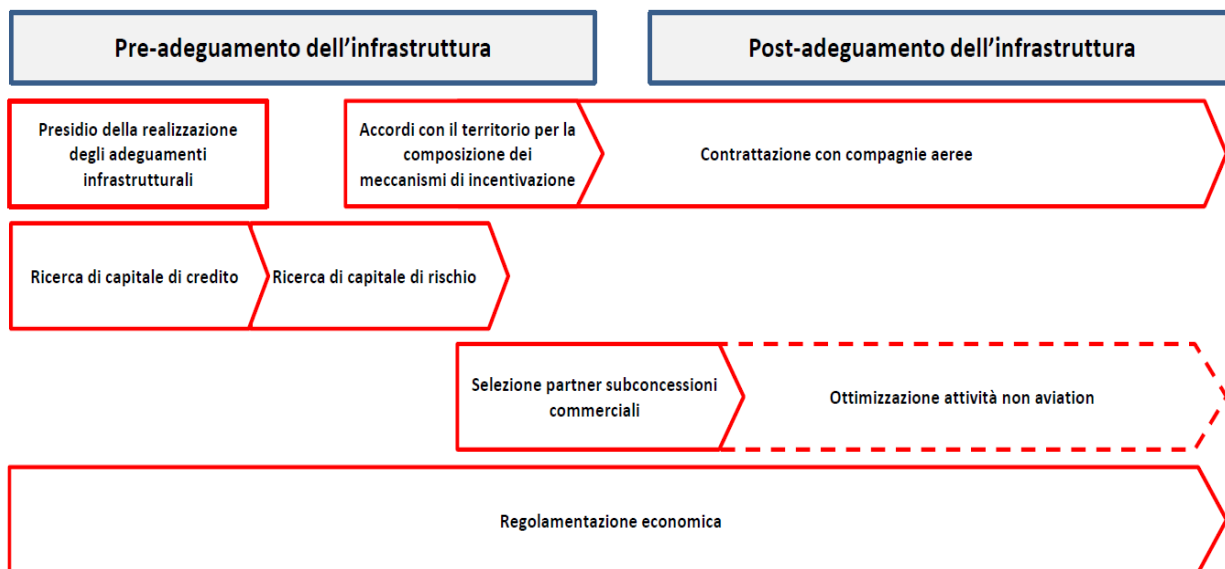 Pre-adeguamento dell’infrastruttura
Post-adeguamento dell’infrastruttura
Presidio della realizzazione
degli adeguamenti
infrastrutturali
Accordi con il territorio per la
composizione dei
meccanismi di incentivazione
Contrattazione con compagnie aeree
Ricerca di capitale di credito
Ricerca di capitale di rischio
Selezione partner subconcessioni
commerciali
Ottimizzazione attività non aviation
Regolamentazione economica